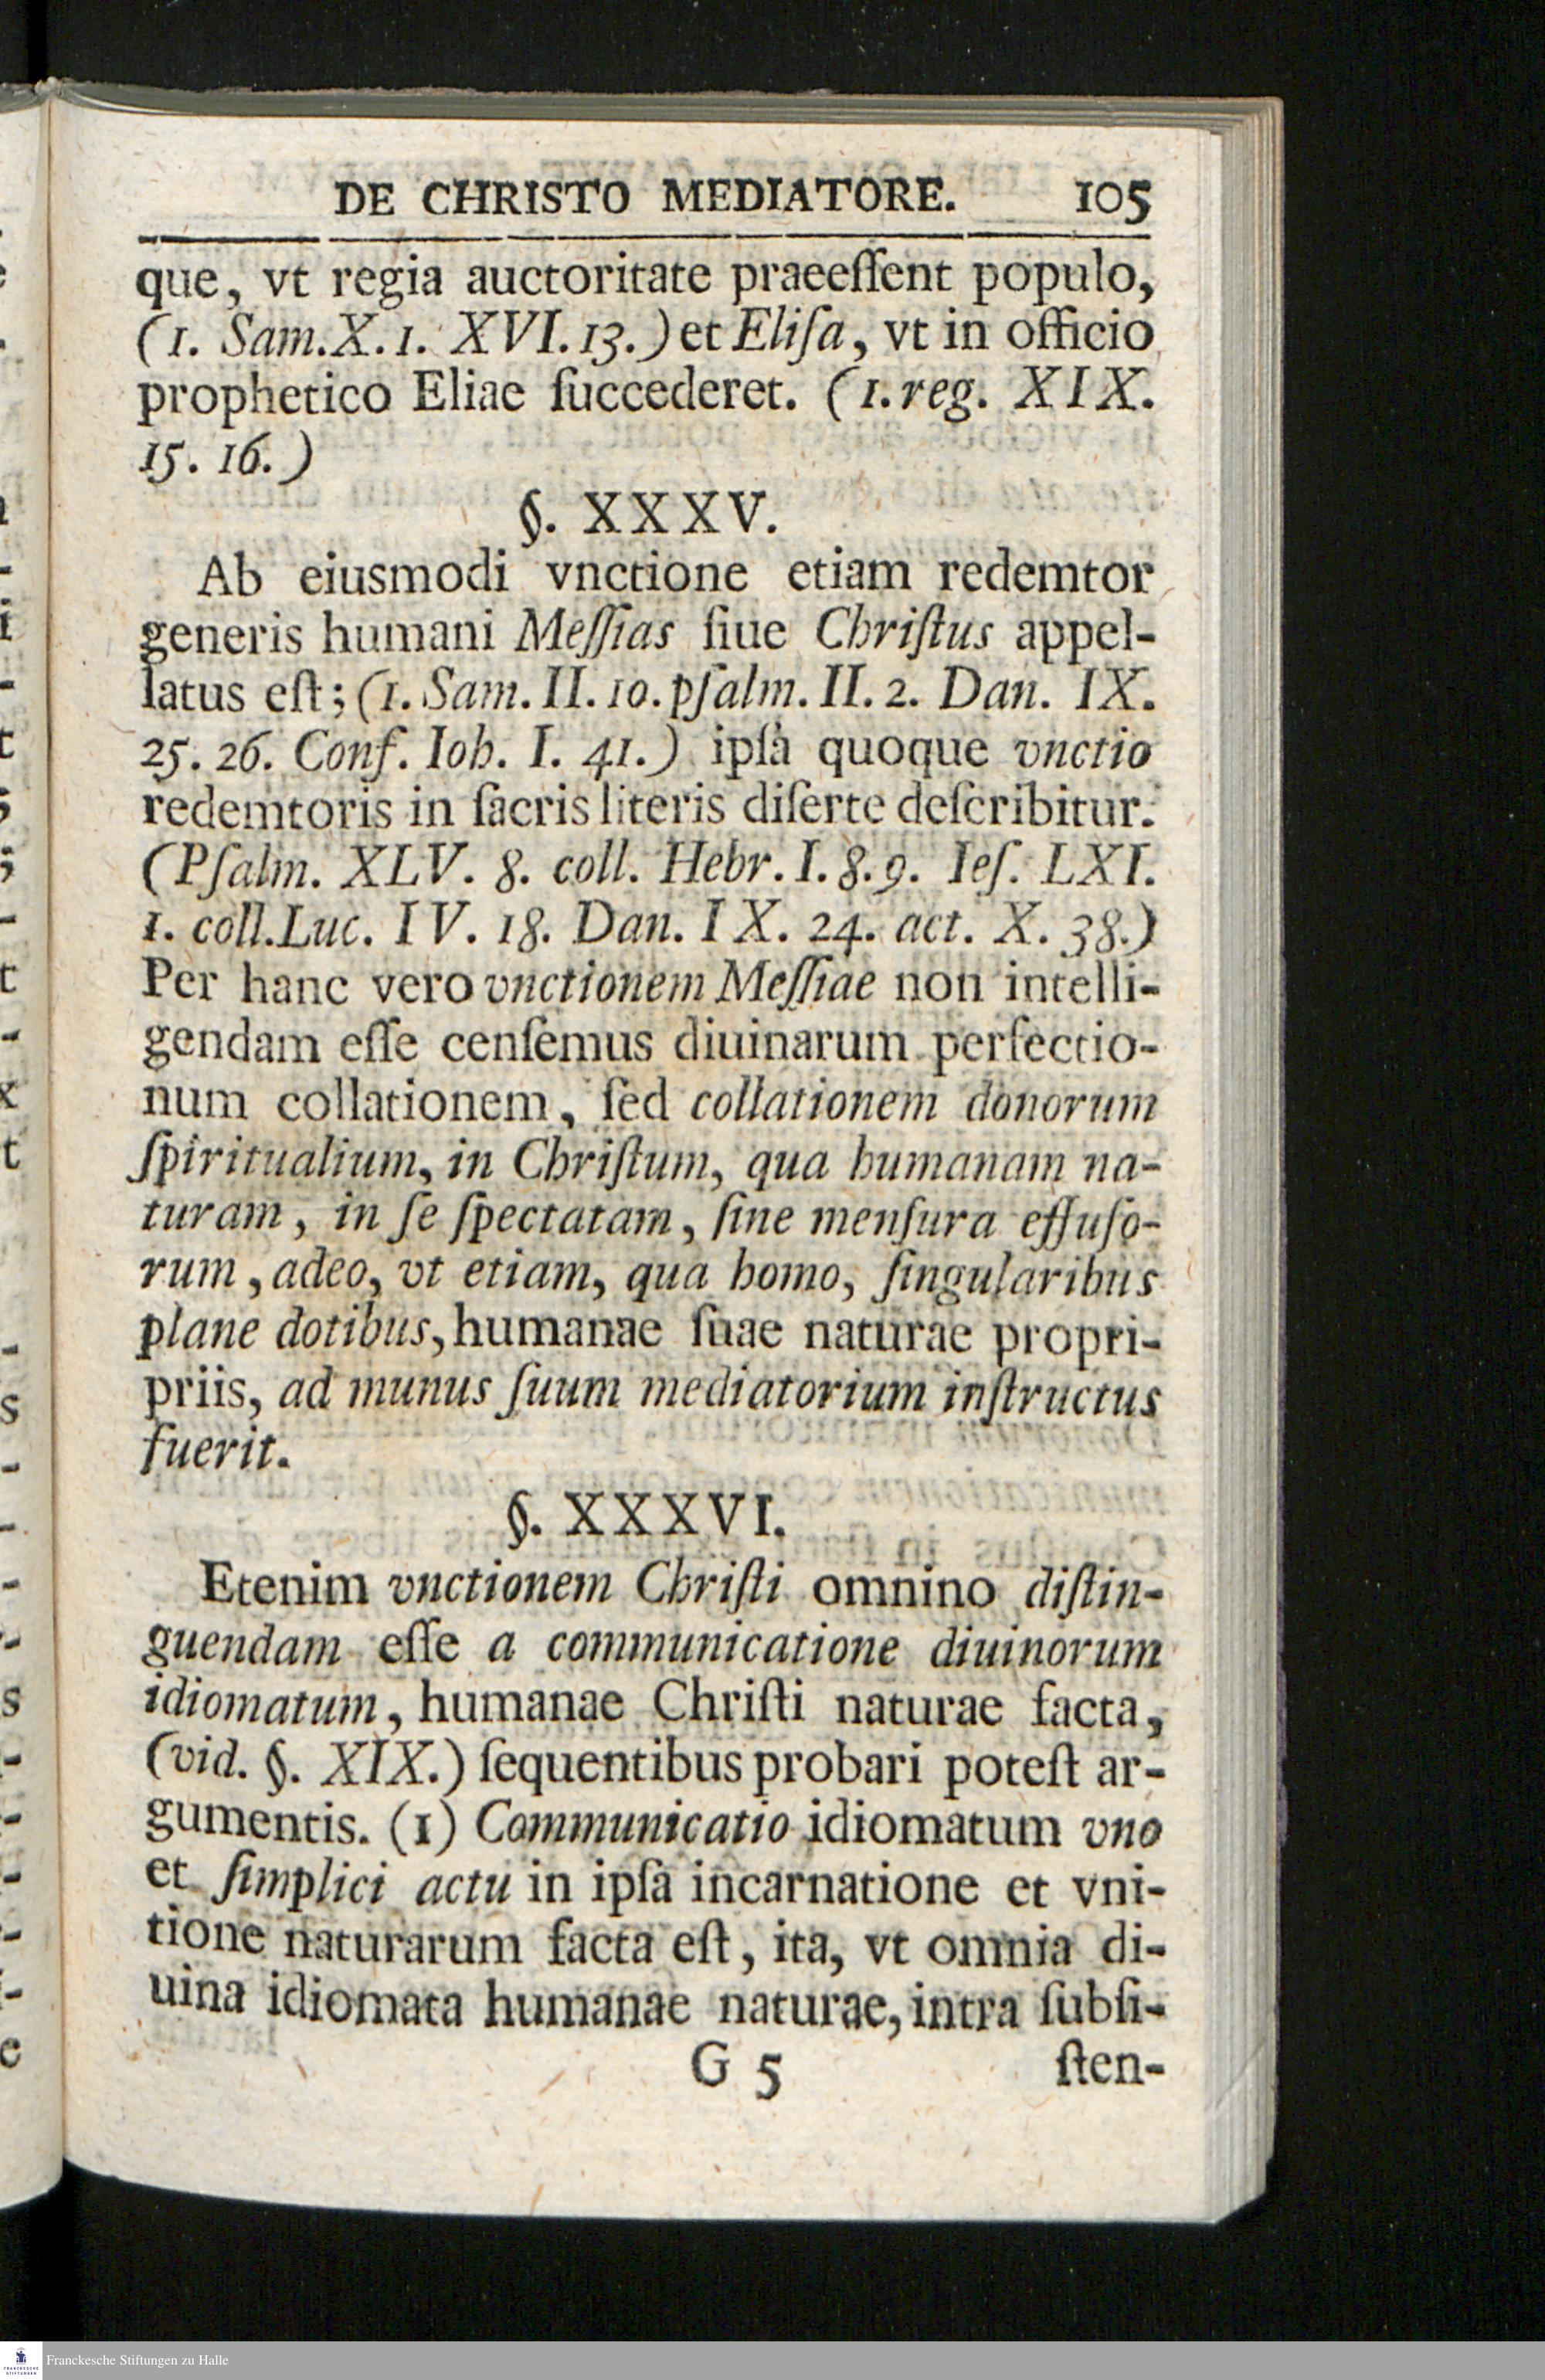 DE CHRISTO MEDIATORE. 105
que, vt regia auctoritate praeeſſent populo,
(1. Sam. X. 1. XVI. 13.) et Eliſa, vt in officio
prophetico Eliae ſuccederet. (1. reg. XIX.
15. 16.)
§. XXXV.
Ab eiusmodi vnctione etiam redemtor
generis humani Meſſias ſiue Chriſtus appel-
latus eſt; (1. Sam. II. 10. pſalm. II. 2. Dan. IX.
25. 26. Conf. Ioh. I. 41.) ipſa quoque vnctio
redemtoris in ſacris literis diſerte deſcribitur.
(Pſalm. XLV. 8. coll. Hebr. I. 8. 9. Ieſ. LXI.
1. coll. Luc. IV. 18. Dan. IX. 24. act. X. 38.)
Per hanc vero vnctionem Meſſiae non intelli-
gendam eſſe cenſemus diuinarum perfectio-
num collationem, ſed collationem donorum
ſpiritualium, in Chriſtum, qua humanam na-
turam, in ſe ſpectatam, ſine menſura effuſo-
rum, adeo, vt etiam, qua homo, ſingularibus
plane dotibus, humanae ſuae naturae propri-
priis, ad munus ſuum mediatorium inſtructus
fuerit.
§. XXXVI.
Etenim vnctionem Chriſti omnino diſtin-
guendam eſſe a communicatione diuinorum
idiomatum, humanae Chriſti naturae facta,
(vid. §. XIX.) ſequentibus probari poteſt ar-
gumentis. (1) Communicatio idiomatum vno
et ſimplici actu in ipſa incarnatione et vni-
tione naturarum facta eſt, ita, vt omnia di-
uina idiomata humanae naturae, intra ſubſi-
G 5 ſten-
Franckesche Stiftungen zu Halle